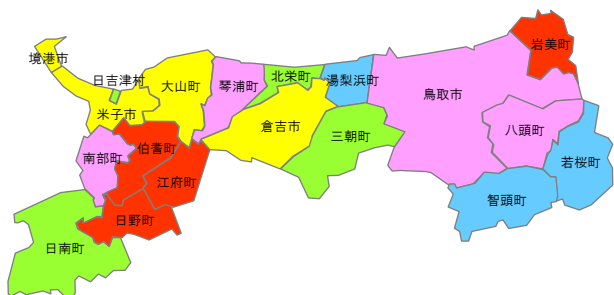 岩美町
境港市
日吉津村
大山町
琴浦町
北栄町
湯梨浜町
鳥取市
米子市
倉吉市
三朝町
八頭町
南部町
伯耆町
若桜町
江府町
智頭町
日野町
日南町